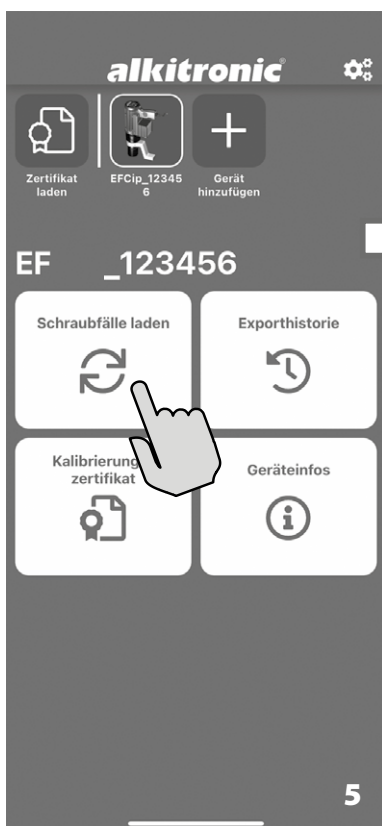 alkitronic®
Zertifikat
laden
EFCip_12345
6
Gerät
hinzufügen
EF _123456
Schraubfälle laden
Exporthistorie
Kalibrierung
zertifikat
Geräteinfos
5